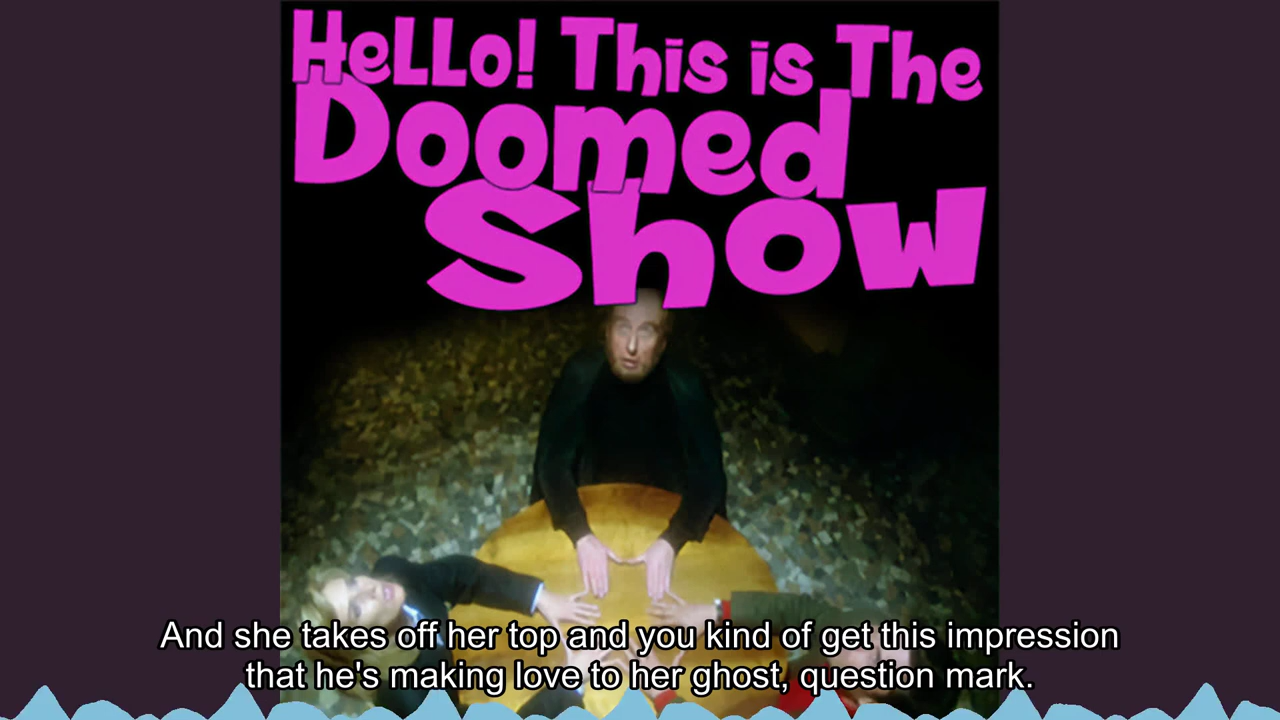 HeLLo! This is The
Doomed
Show
And she takes off her top and you kind of get this impression
that he's making love to her ghost, question mark.